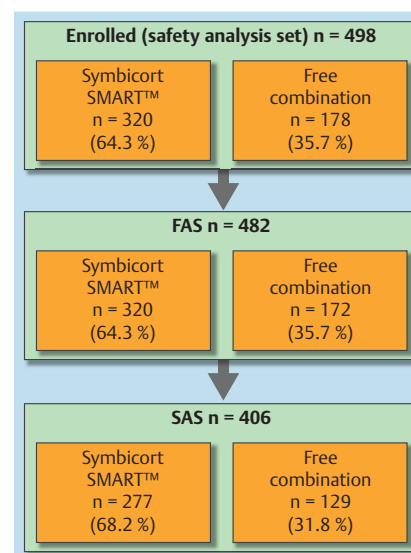 Enrolled (safety analysis set) n = 498
Symbicort
SMART™
n = 320
(64.3 %)
Free
combination
n = 178
(35.7 %)
FAS n = 482
Symbicort
SMART™
n = 320
(64.3 %)
Free
combination
n = 172
(35.7 %)
SAS n = 406
Symbicort
SMART™
n = 277
(68.2 %)
Free
combination
n = 129
(31.8 %)